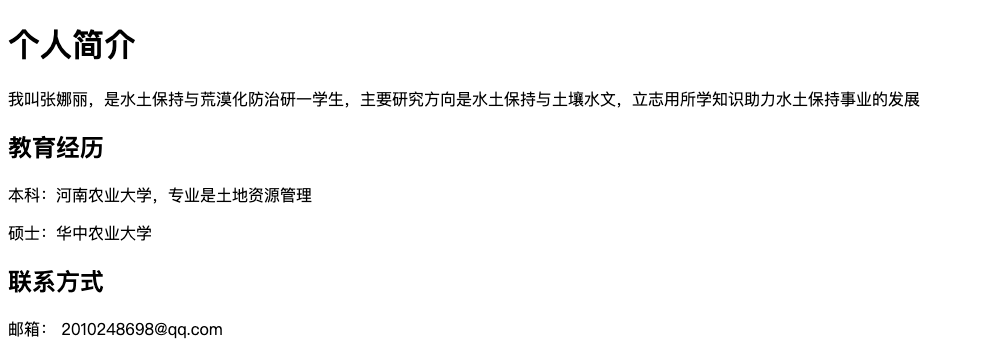 个人简介
我叫张娜丽，是水土保持与荒漠化防治研一学生，主要研究方向是水土保持与土壤水文，立志用所学知识助力水土保持事业的发展
教育经历
本科：河南农业大学，专业是土地资源管理
硕士：华中农业大学
联系方式
邮箱： 2010248698@qq.com